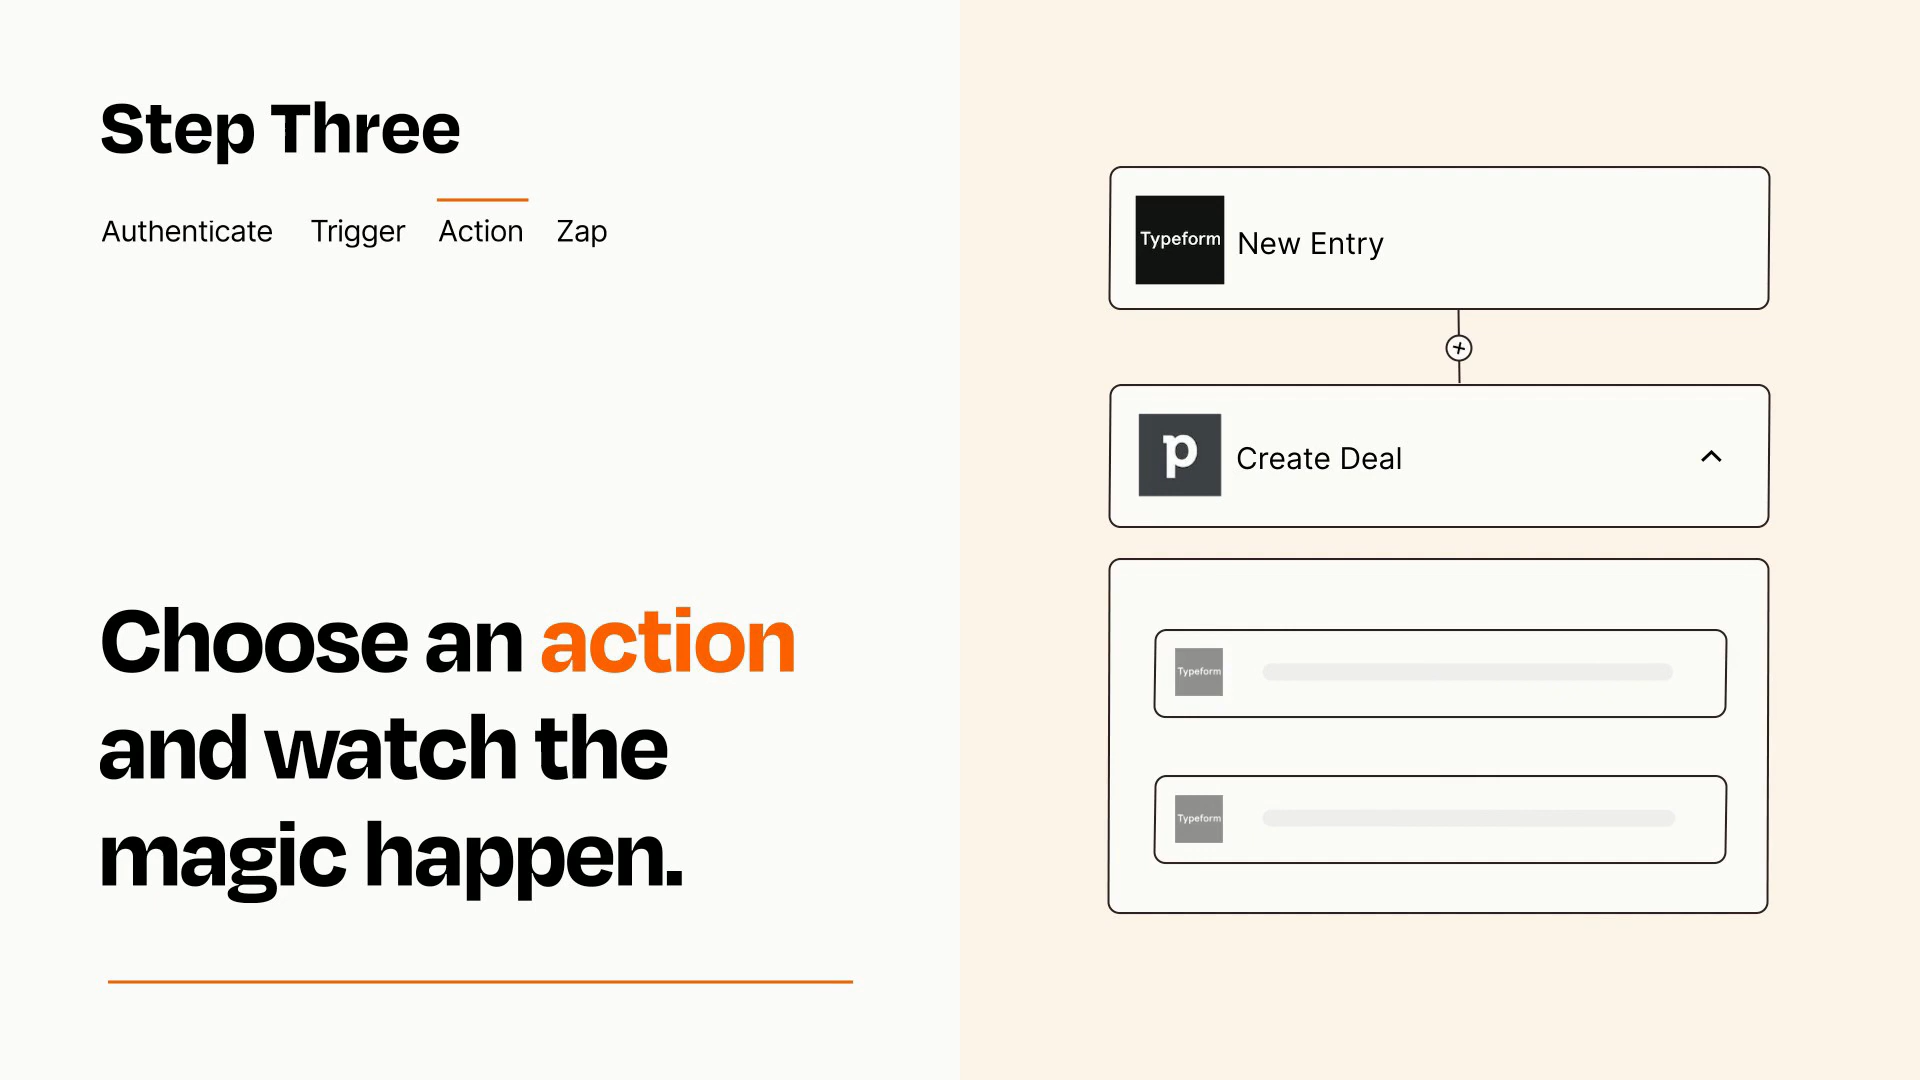 Step Three
Authenticate Trigger Action Zap
Choose an action
and watch the
magic happen.
Typeform New Entry
p Create Deal
Typeform
Typeform